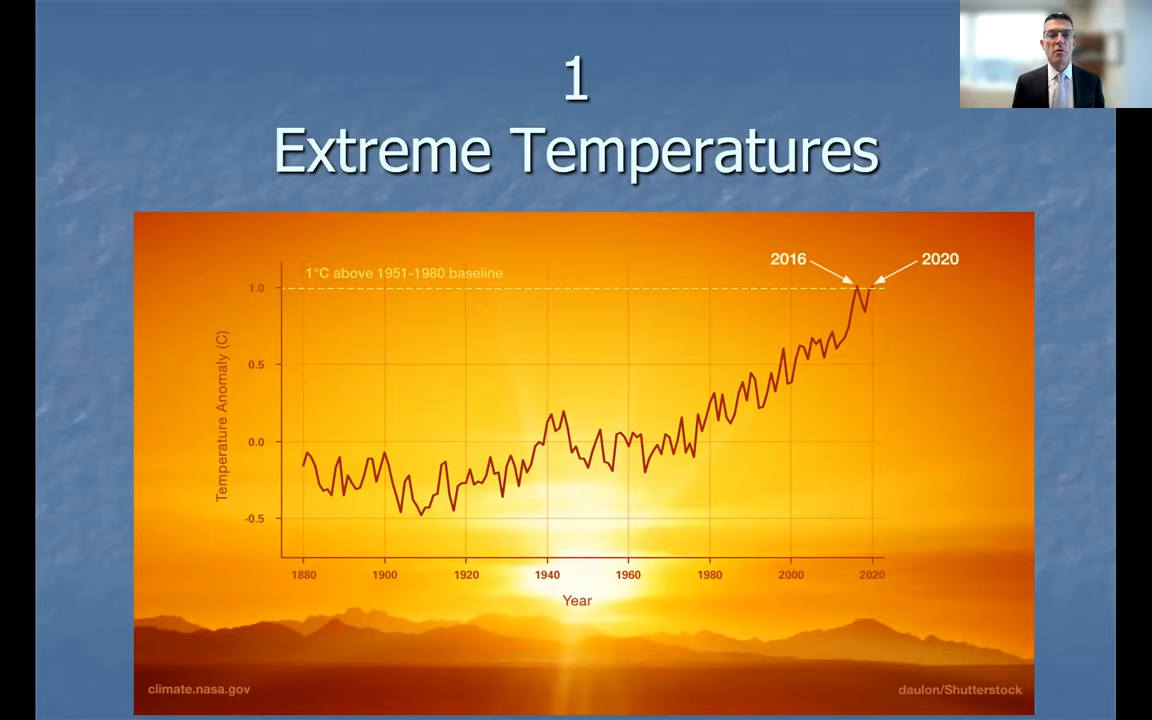 1
Extreme Temperatures
2016
2020
1°C above 1951-1980 baseline
1.0
0.5
0.0
-0.5
Temperature Anomaly (C)
1880
1900
1920
1940
1960
1980
2000
2020
Year
climate.nasa.gov
daulon/Shutterstock